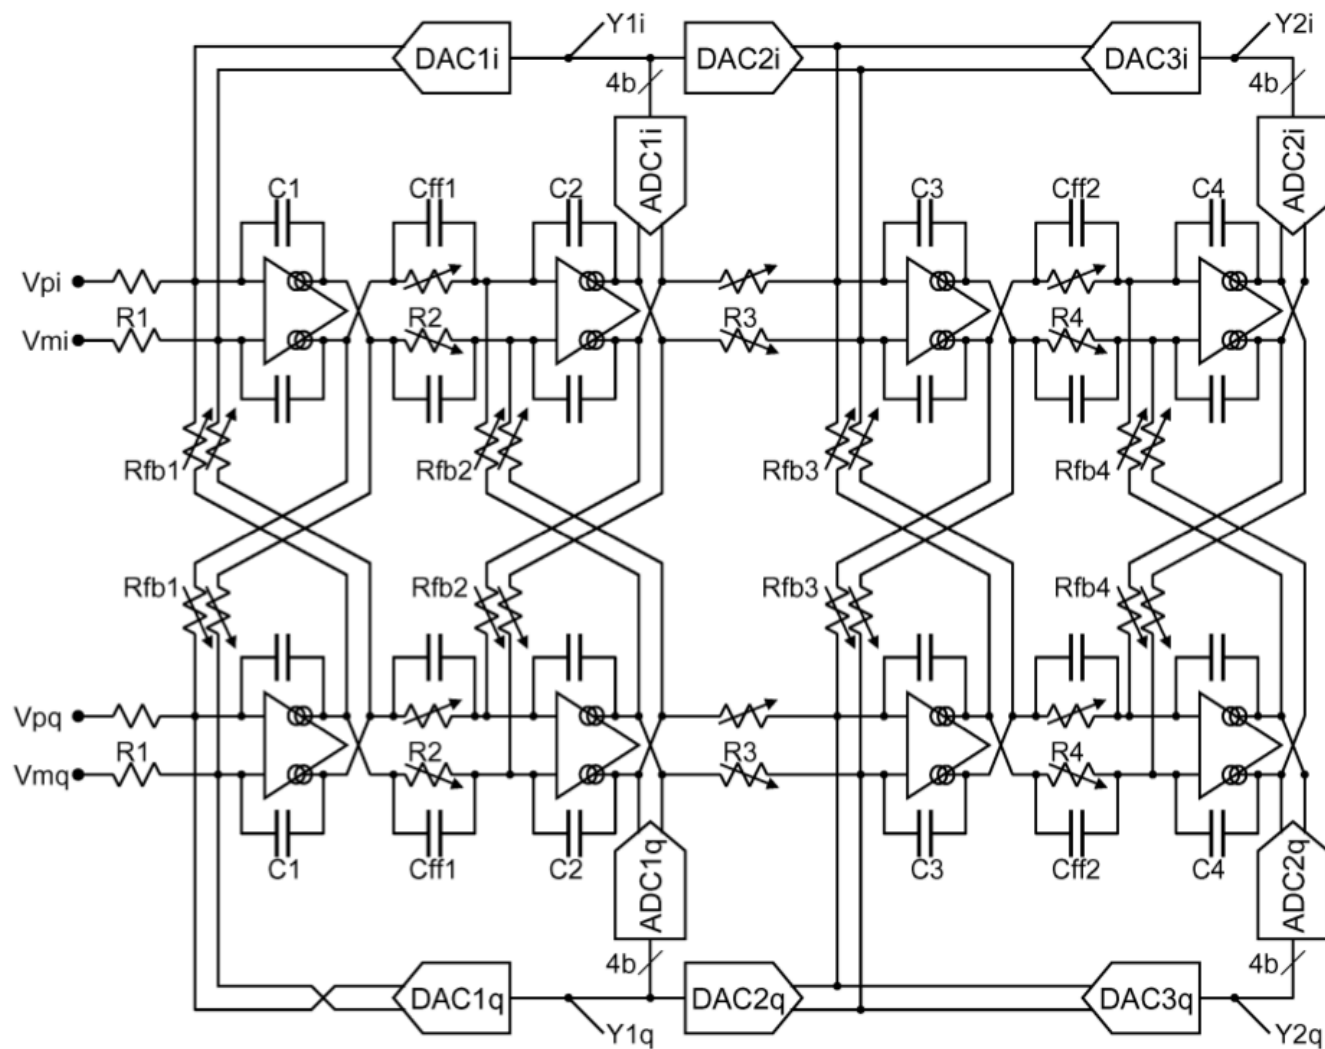 Y1i
Y2i
DAC1i
DAC2i
DAC3i
4b
4b
ADC1i
ADC2i
C1
Cff1
C2
C3
Cff2
C4
Vpi
Vmi
R1
R2
R3
R4
Rfb1
Rfb2
Rfb3
Rfb4
Rfb1
Rfb2
Rfb3
Rfb4
Vpq
Vmq
R1
R2
R3
R4
C1
Cff1
C2
C3
Cff2
C4
ADC1q
ADC2q
4b
4b
DAC1q
DAC2q
DAC3q
Y1q
Y2q